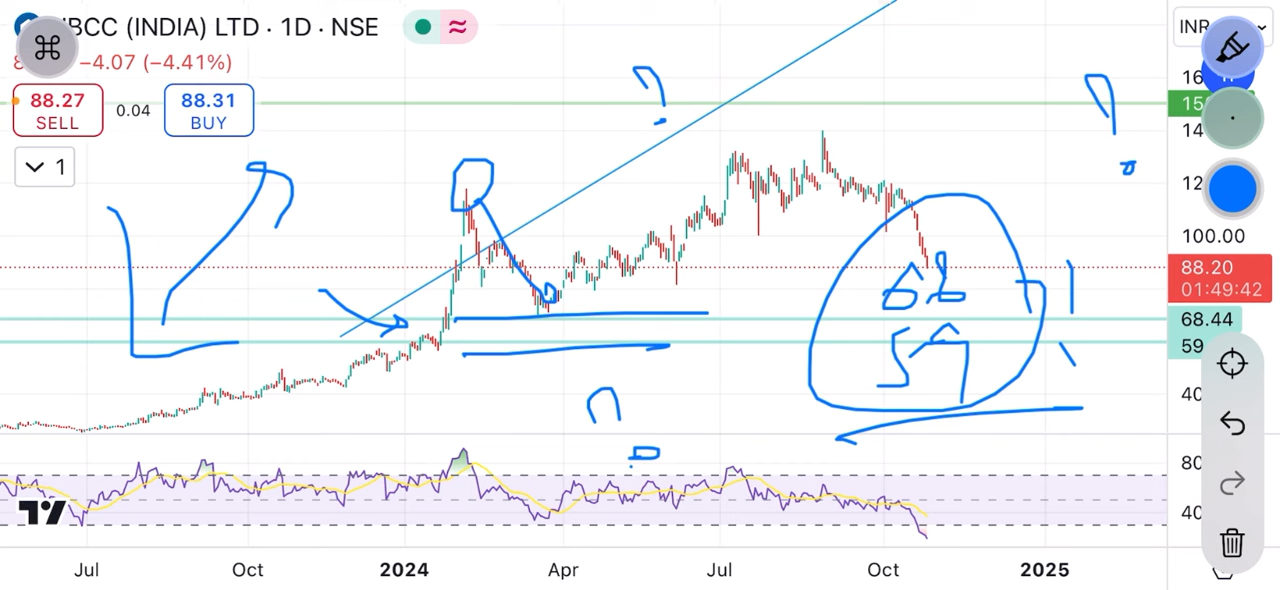 BCC (INDIA) LTD · 1D · NSE
INR
−4.07 (−4.41%)
88.27
SELL
0.04
88.31
BUY
1
16
15
14
12
100.00
88.20
01:49:42
68.44
59
40
80
40
68
59
Jul
Oct
2024
Apr
Jul
Oct
2025